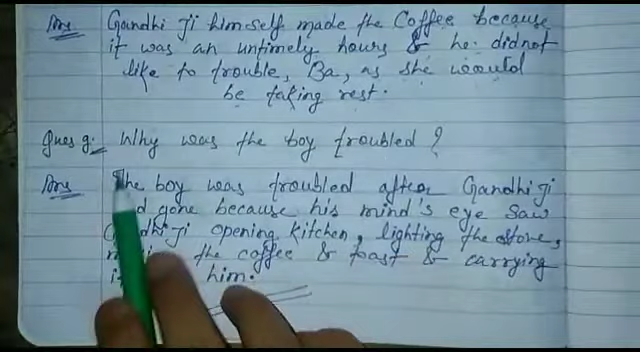 Ans Gandhi Ji himself made the Coffee because
it was an untimely hours & he didnot
like to trouble, Ba, as she would
be taking rest.
Ques 9. Why was the boy troubled ?
Ans The boy was troubled after Gandhi Ji
gone because his mind's eye saw
Gandhi Ji opening kitchen, lighting the stove,
the coffee & toast & carrying
him.